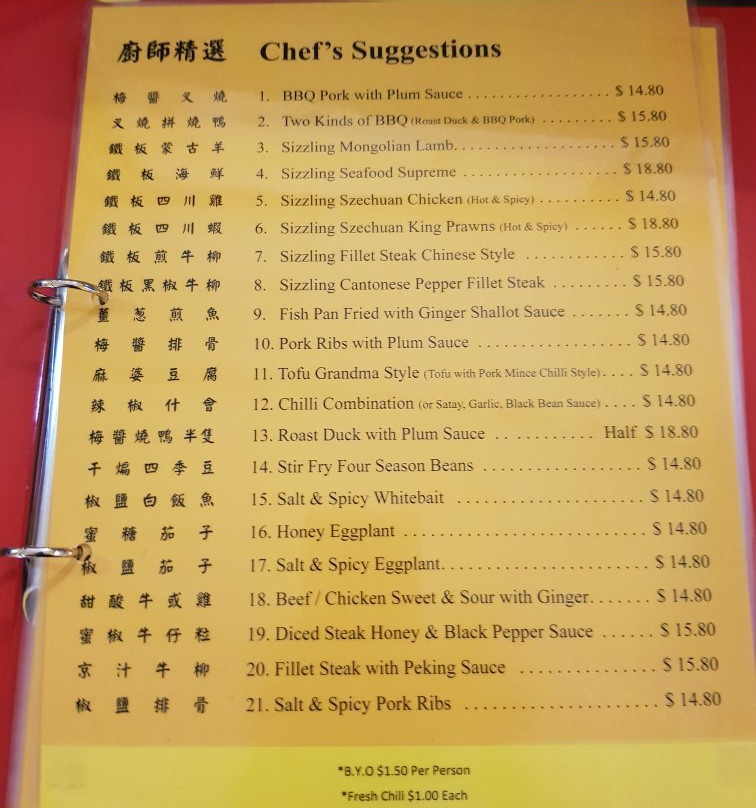 廚師精選 Chef's Suggestions
梅醬叉燒 1. BBQ Pork with Plum Sauce . . . . . . . . . . . . . . . . . . . $ 14.80
叉燒拼燒鴨 2. Two Kinds of BBQ (Roast Duck & BBQ Pork) . . . . . . . . . $ 15.80
鐵板蒙古羊 3. Sizzling Mongolian Lamb. . . . . . . . . . . . . . . . . . . . . $ 15.80
鐵板海鮮 4. Sizzling Seafood Supreme . . . . . . . . . . . . . . . . . . . . $ 18.80
鐵板四川雞 5. Sizzling Szechuan Chicken (Hot & Spicy) . . . . . . . . . . $ 14.80
鐵板四川蝦 6. Sizzling Szechuan King Prawns (Hot & Spicy) . . . . . . $ 18.80
鐵板煎牛柳 7. Sizzling Fillet Steak Chinese Style . . . . . . . . . . . . $ 15.80
鐵板黑椒牛柳 8. Sizzling Cantonese Pepper Fillet Steak . . . . . . . . . $ 15.80
薑蔥煎魚 9. Fish Pan Fried with Ginger Shallot Sauce . . . . . . . $ 14.80
梅醬排骨 10. Pork Ribs with Plum Sauce . . . . . . . . . . . . . . . . . . $ 14.80
麻婆豆腐 11. Tofu Grandma Style (Tofu with Pork Mince Chilli Style) . . . . $ 14.80
辣椒什會 12. Chilli Combination (or Satay, Garlic, Black Bean Sauce) . . . . $ 14.80
梅醬燒鴨半隻 13. Roast Duck with Plum Sauce . . . . . . . . . . . Half $ 18.80
干煸四季豆 14. Stir Fry Four Season Beans . . . . . . . . . . . . . . . . . . $ 14.80
椒鹽白飯魚 15. Salt & Spicy Whitebait . . . . . . . . . . . . . . . . . . . . . $ 14.80
蜜糖茄子 16. Honey Eggplant . . . . . . . . . . . . . . . . . . . . . . . . . . . $ 14.80
椒鹽茄子 17. Salt & Spicy Eggplant. . . . . . . . . . . . . . . . . . . . . . . $ 14.80
甜酸牛或雞 18. Beef / Chicken Sweet & Sour with Ginger. . . . . . . $ 14.80
蜜椒牛仔粒 19. Diced Steak Honey & Black Pepper Sauce . . . . . . $ 15.80
京汁牛柳 20. Fillet Steak with Peking Sauce . . . . . . . . . . . . . . . $ 15.80
椒鹽排骨 21. Salt & Spicy Pork Ribs . . . . . . . . . . . . . . . . . . . . . . $ 14.80
*B.Y.O $1.50 Per Person
*Fresh Chili $1.00 Each